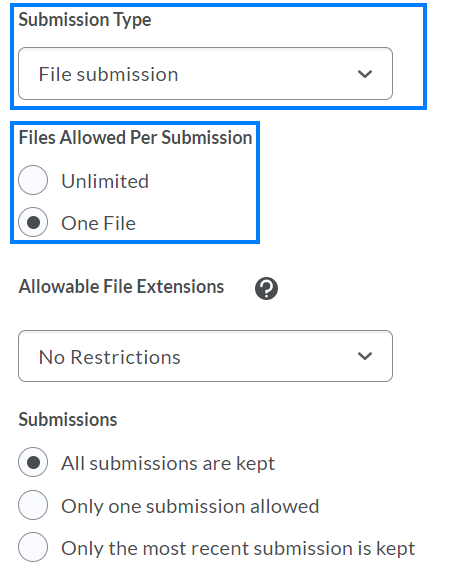 Submission Type
File submission
Files Allowed Per Submission
Unlimited
One File
Allowable File Extensions ?
No Restrictions
Submissions
All submissions are kept
Only one submission allowed
Only the most recent submission is kept